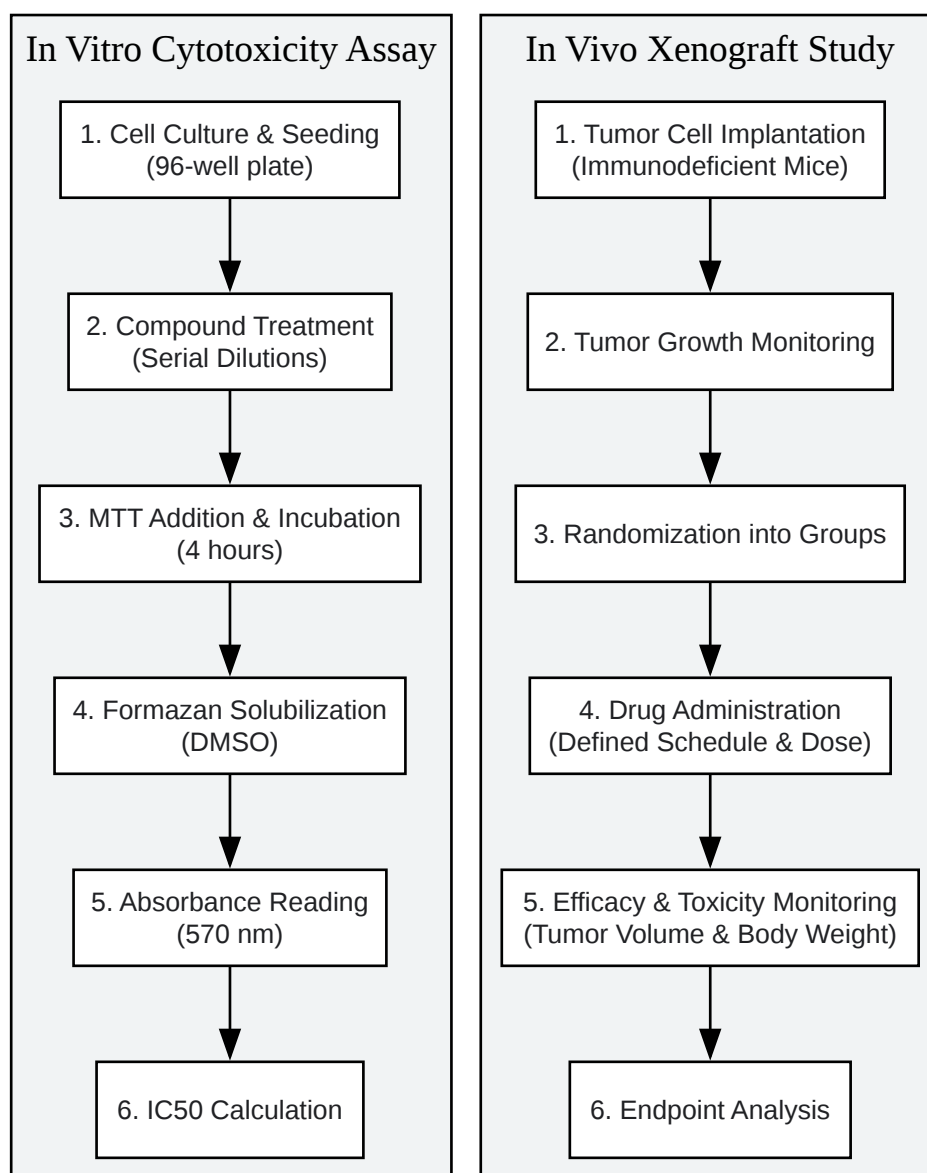 In Vitro Cytotoxicity Assay
1. Cell Culture & Seeding
(96-well plate)
2. Compound Treatment
(Serial Dilutions)
3. MTT Addition & Incubation
(4 hours)
4. Formazan Solubilization
(DMSO)
5. Absorbance Reading
(570 nm)
6. IC50 Calculation
In Vivo Xenograft Study
1. Tumor Cell Implantation
(Immunodeficient Mice)
2. Tumor Growth Monitoring
3. Randomization into Groups
4. Drug Administration
(Defined Schedule & Dose)
5. Efficacy & Toxicity Monitoring
(Tumor Volume & Body Weight)
6. Endpoint Analysis